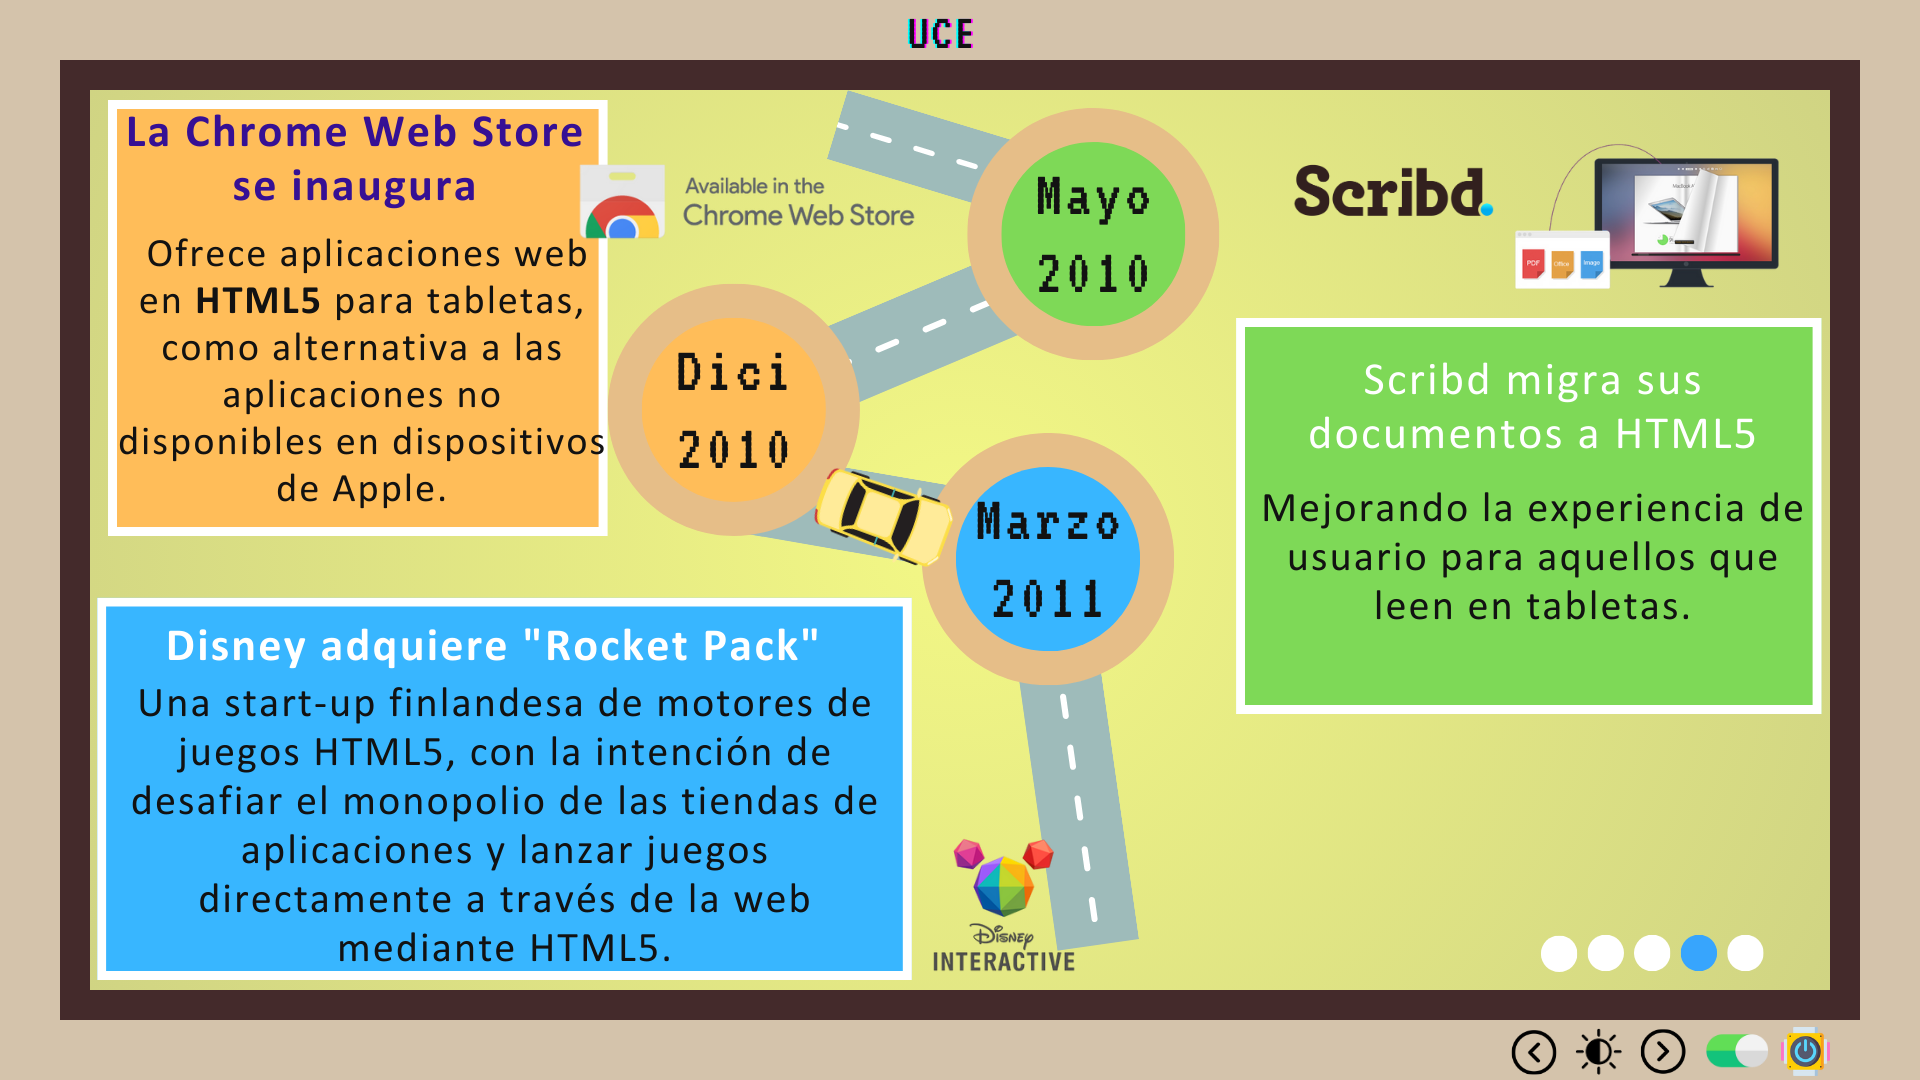 UCE
La Chrome Web Store
se inaugura
Ofrece aplicaciones web
en HTML5 para tabletas,
como alternativa a las
aplicaciones no
disponibles en dispositivos
de Apple.
Available in the
Chrome Web Store
Mayo
2010
Scribd.
PDF
Office
Image
Dici
2010
Scribd migra sus
documentos a HTML5
Mejorando la experiencia de
usuario para aquellos que
leen en tabletas.
Marzo
2011
Disney adquiere "Rocket Pack"
Una start-up finlandesa de motores de
juegos HTML5, con la intención de
desafiar el monopolio de las tiendas de
aplicaciones y lanzar juegos
directamente a través de la web
mediante HTML5.
Disney
INTERACTIVE